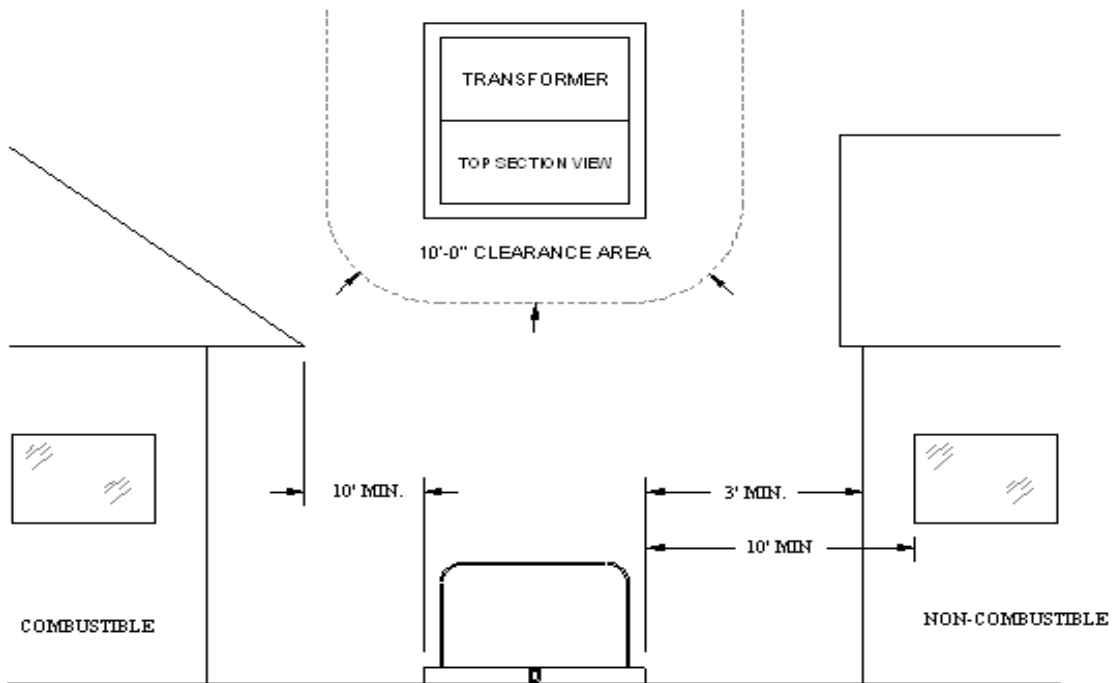 TRANSFORMER
TOP SECTION VIEW
10'-0" CLEARANCE AREA
10' MIN.
3' MIN.
10' MIN
COMBUSTIBLE
NON-COMBUSTIBLE